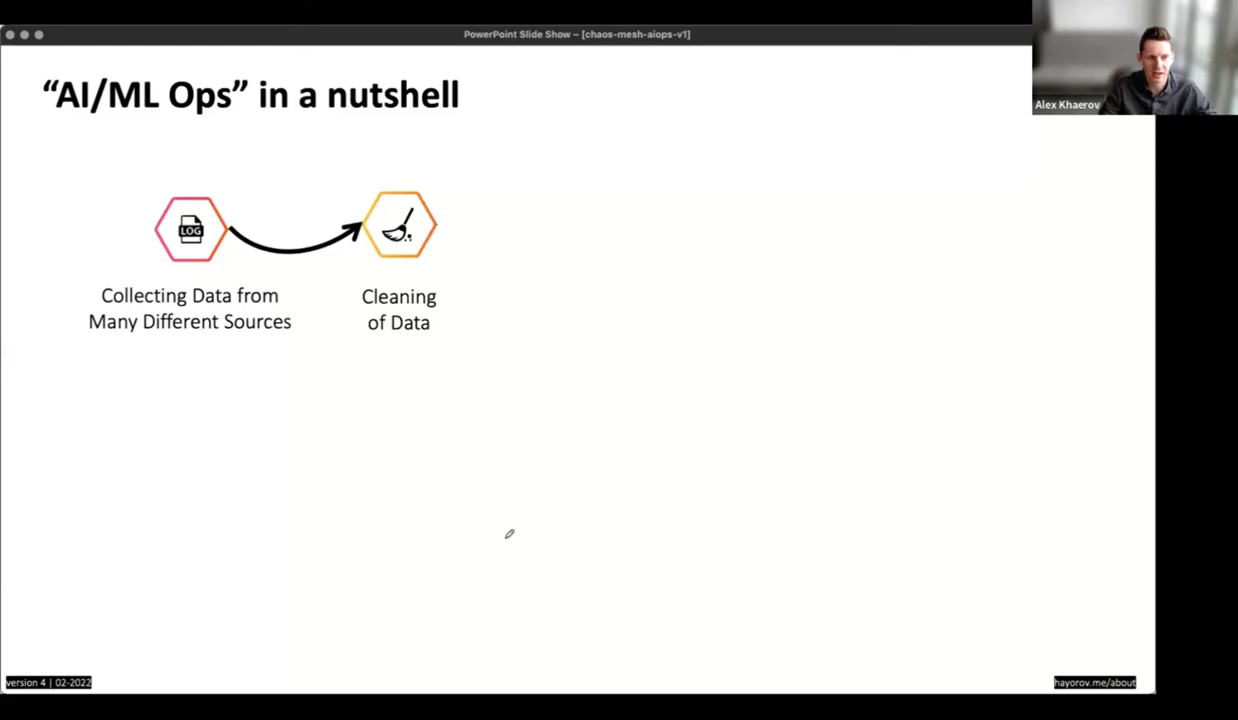 PowerPoint Slide Show – [chaos-mesh-aiops-v1]
Alex Khaerov
“AI/ML Ops” in a nutshell
LOG
Collecting Data from
Many Different Sources
Cleaning
of Data
version 4 | 02-2022
hayorov.me/about